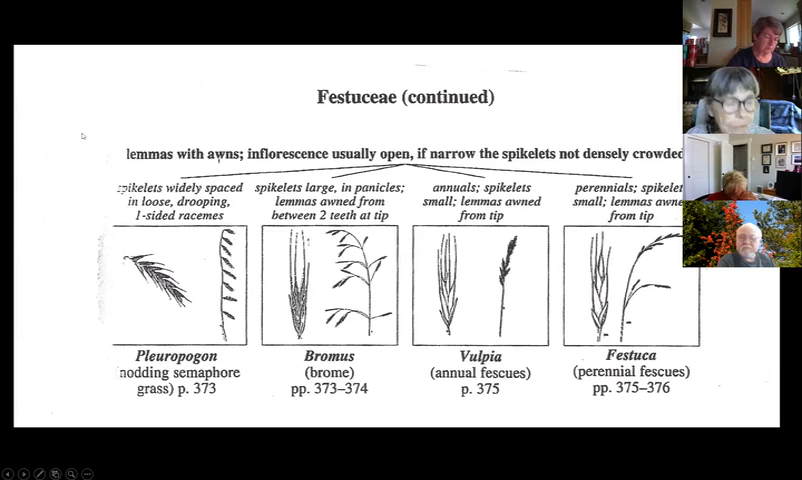 Festuceae (continued)
lemmas with awns; inflorescence usually open, if narrow the spikelets not densely crowded
spikelets widely spaced
in loose, drooping,
1-sided racemes
spikelets large, in panicles;
lemmas awned from
between 2 teeth at tip
annuals; spikelets
small; lemmas awned
from tip
perennials; spikelet
small; lemmas awne
from tip
Pleuropogon
nodding semaphore
grass) p. 373
Bromus
(brome)
pp. 373–374
Vulpia
(annual fescues)
p. 375
Festuca
(perennial fescues)
pp. 375–376